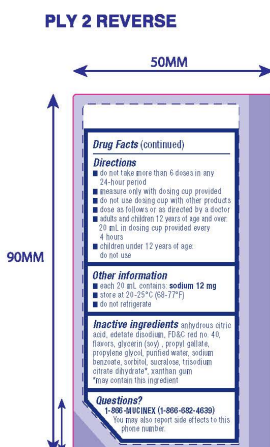 PLY 2 REVERSE
50MM
90MM
Drug Facts (continued)
Directions
■ do not take more than 6 doses in any
24-hour period
■ measure only with dosing cup provided
■ do not use dosing cup with other products
■ dose as follows or as directed by a doctor
■ adults and children 12 years of age and over:
20 mL in dosing cup provided every
4 hours
■ children under 12 years of age:
do not use
Other information
■ each 20 mL contains: sodium 12 mg
■ store at 20-25°C (68-77°F)
■ do not refrigerate
Inactive ingredients anhydrous citric
acid, edetate disodium, FD&C red no. 40,
flavors, glycerin (soy) , propyl gallate,
propylene glycol, purified water, sodium
benzoate, sorbitol, sucralose, trisodium
citrate dihydrate*, xanthan gum
*may contain this ingredient
Questions?
1-866-MUCINEX (1-866-682-4639)
You may also report side effects to this
phone number.